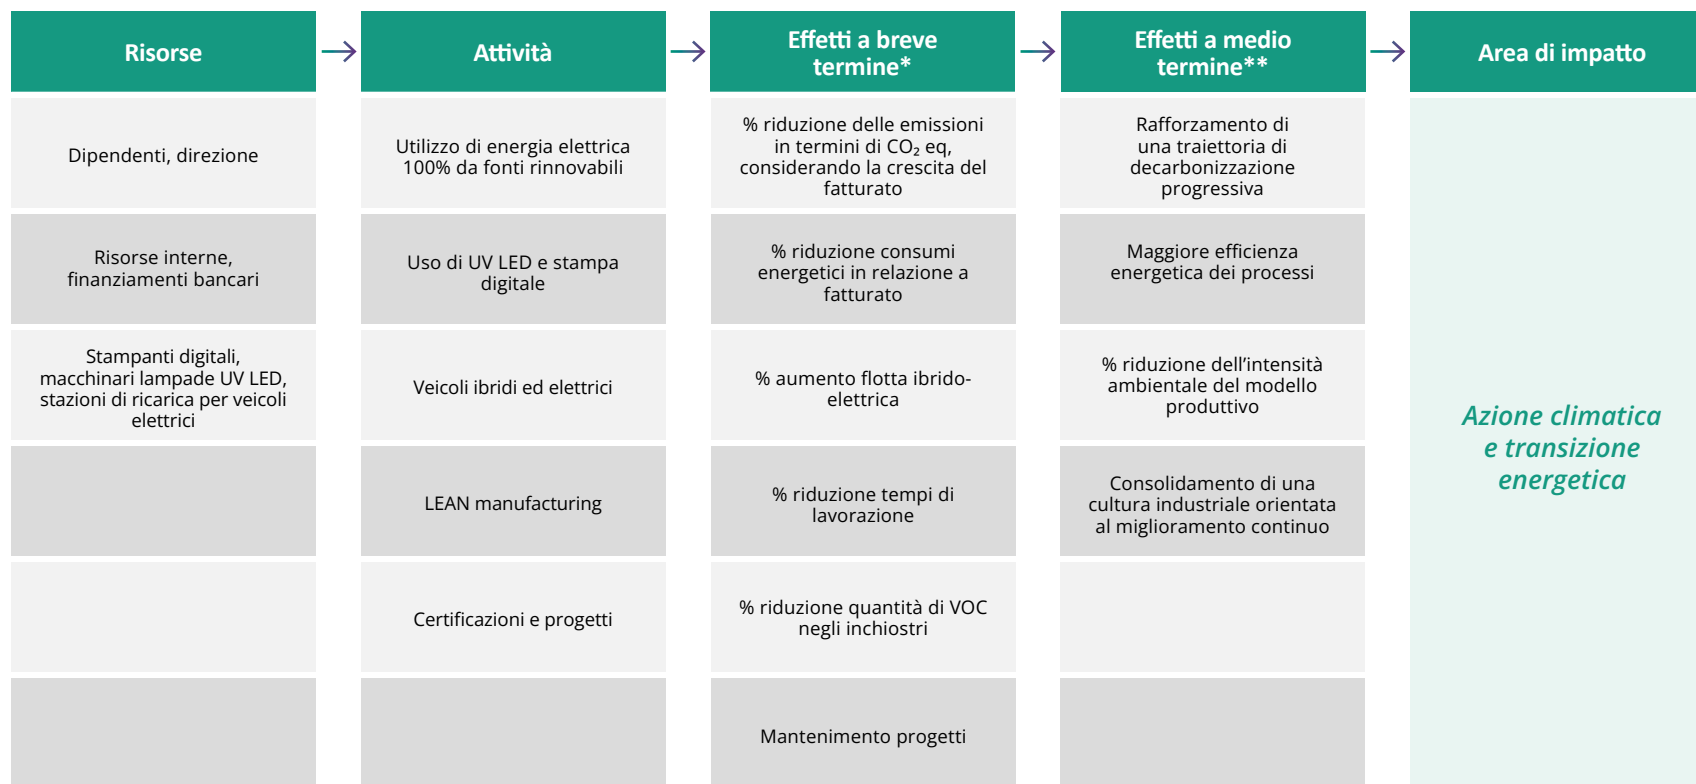 Risorse
Attività
Effetti a breve
termine*
Effetti a medio
termine**
Area di impatto
Dipendenti, direzione
Utilizzo di energia elettrica
100% da fonti rinnovabili
% riduzione delle emissioni
in termini di CO₂ eq,
considerando la crescita del
fatturato
Rafforzamento di
una traiettoria di
decarbonizzazione
progressiva
Risorse interne,
finanziamenti bancari
Uso di UV LED e stampa
digitale
% riduzione consumi
energetici in relazione a
fatturato
Maggiore efficienza
energetica dei processi
Stampanti digitali,
macchinari lampade UV LED,
stazioni di ricarica per veicoli
elettrici
Veicoli ibridi ed elettrici
% aumento flotta ibrido-
elettrica
% riduzione dell’intensità
ambientale del modello
produttivo
LEAN manufacturing
% riduzione tempi di
lavorazione
Consolidamento di una
cultura industriale orientata
al miglioramento continuo
Certificazioni e progetti
% riduzione quantità di VOC
negli inchiostri
Mantenimento progetti
Azione climatica
e transizione
energetica